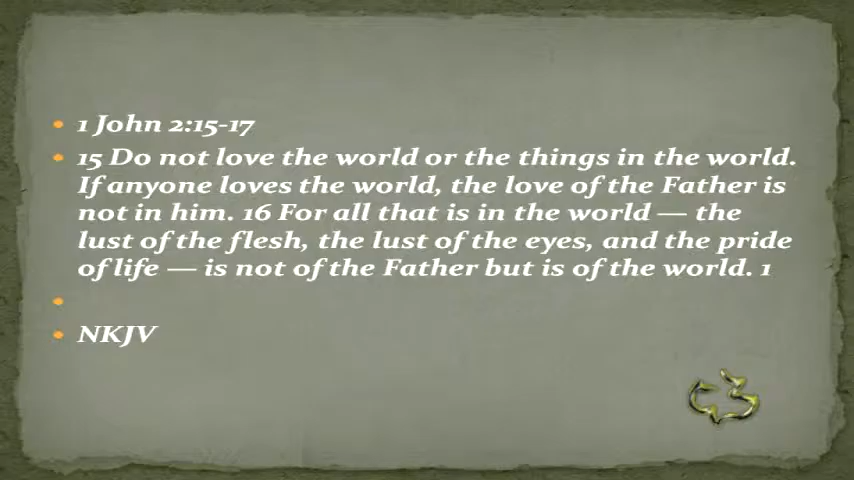 1 John 2:15-17
15 Do not love the world or the things in the world.
If anyone loves the world, the love of the Father is
not in him. 16 For all that is in the world — the
lust of the flesh, the lust of the eyes, and the pride
of life — is not of the Father but is of the world. 1
NKJV